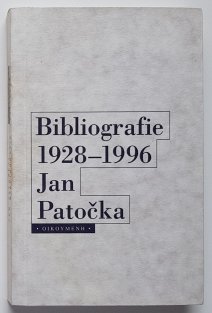 Bibliografie
1928–1996
Jan
Patočka
• OIKOYMENH •